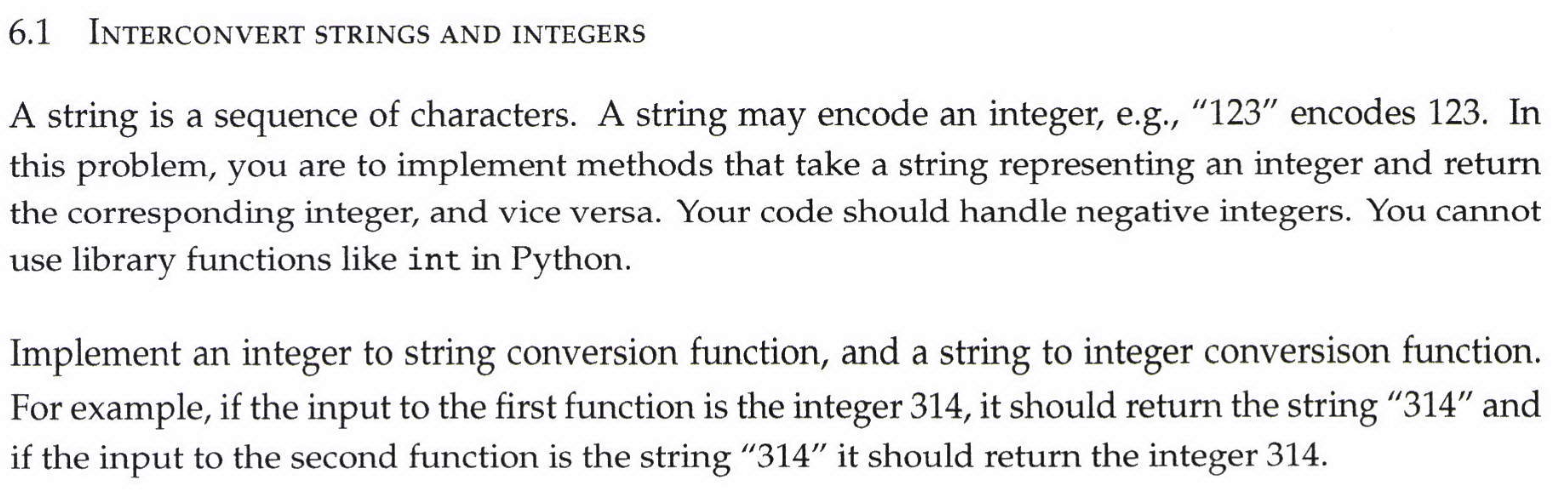 6.1 INTERCONVERT STRINGS AND INTEGERS
A string is a sequence of characters. A string may encode an integer, e.g., “123” encodes 123. In
this problem, you are to implement methods that take a string representing an integer and return
the corresponding integer, and vice versa. Your code should handle negative integers. You cannot
use library functions like int in Python.
Implement an integer to string conversion function, and a string to integer conversison function.
For example, if the input to the first function is the integer 314, it should return the string “314” and
if the input to the second function is the string “314” it should return the integer 314.